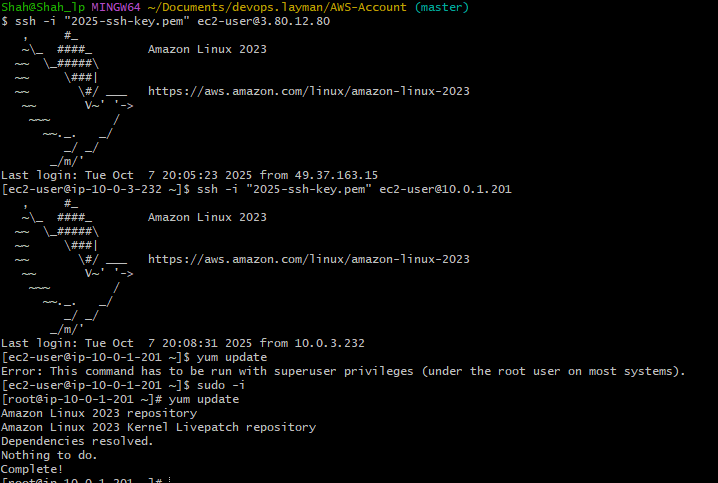 Shah@Shah_lp MINGW64 ~/Documents/devops.layman/AWS-Account (master)
$ ssh -i "2025-ssh-key.pem" ec2-user@3.80.12.80
   ,     #_
   ~\_  ####_        Amazon Linux 2023
  ~~  \_#####\
  ~~     \###|
  ~~       \#/ ___   https://aws.amazon.com/linux/amazon-linux-2023
   ~~       V~' '->
    ~~~         /
      ~~._.   _/
         _/ _/
       _/m/'
Last login: Tue Oct  7 20:05:23 2025 from 49.37.163.15
[ec2-user@ip-10-0-3-232 ~]$ ssh -i "2025-ssh-key.pem" ec2-user@10.0.1.201
   ,     #_
   ~\_  ####_        Amazon Linux 2023
  ~~  \_#####\
  ~~     \###|
  ~~       \#/ ___   https://aws.amazon.com/linux/amazon-linux-2023
   ~~       V~' '->
    ~~~         /
      ~~._.   _/
         _/ _/
       _/m/'
Last login: Tue Oct  7 20:08:31 2025 from 10.0.3.232
[ec2-user@ip-10-0-1-201 ~]$ yum update
Error: This command has to be run with superuser privileges (under the root user on most systems).
[ec2-user@ip-10-0-1-201 ~]$ sudo -i
[root@ip-10-0-1-201 ~]# yum update
Amazon Linux 2023 repository
Amazon Linux 2023 Kernel Livepatch repository
Dependencies resolved.
Nothing to do.
Complete!
[root@ip-10-0-1-201 ~]#